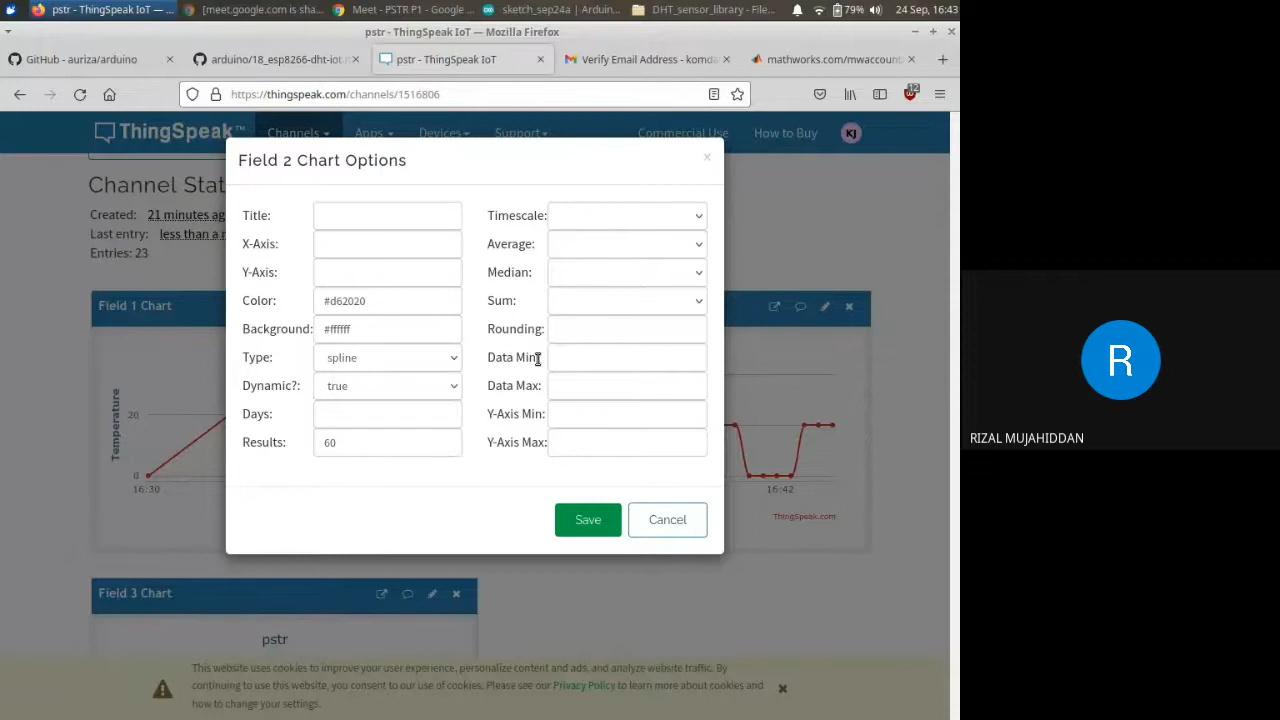 pstr - ThingSpeak IoT — ...
[meet.google.com is sha...
Meet - PSTR P1 - Google ...
sketch_sep24a | Arduin...
DHT_sensor_library - File...
79%
24 Sep, 16:43
pstr - ThingSpeak IoT — Mozilla Firefox
GitHub - auriza/arduino
arduino/18_esp8266-dht-iot.
pstr - ThingSpeak IoT
Verify Email Address - komda
mathworks.com/mwaccount
https://thingspeak.com/channels/1516806
12
ThingSpeak™
Channels
Apps
Devices
Support
Commercial Use
How to Buy
KJ
Field 2 Chart Options
Channel Stat
Created: 21 minutes ag
Last entry: less than a
Entries: 23
Title:
X-Axis:
Y-Axis:
Color: #d62020
Background: #ffffff
Type: spline
Dynamic?: true
Days:
Results: 60
Timescale:
Average:
Median:
Sum:
Rounding:
Data Min:
Data Max:
Y-Axis Min:
Y-Axis Max:
Save
Cancel
Field 1 Chart
Temperature
20
0
16:30
16:42
ThingSpeak.com
Field 3 Chart
pstr
This website uses cookies to improve your user experience, personalize content and ads, and analyze website traffic. By
continuing to use this website, you consent to our use of cookies. Please see our Privacy Policy to learn more about cookies and
how to change your settings.
R
RIZAL MUJAHIDDAN